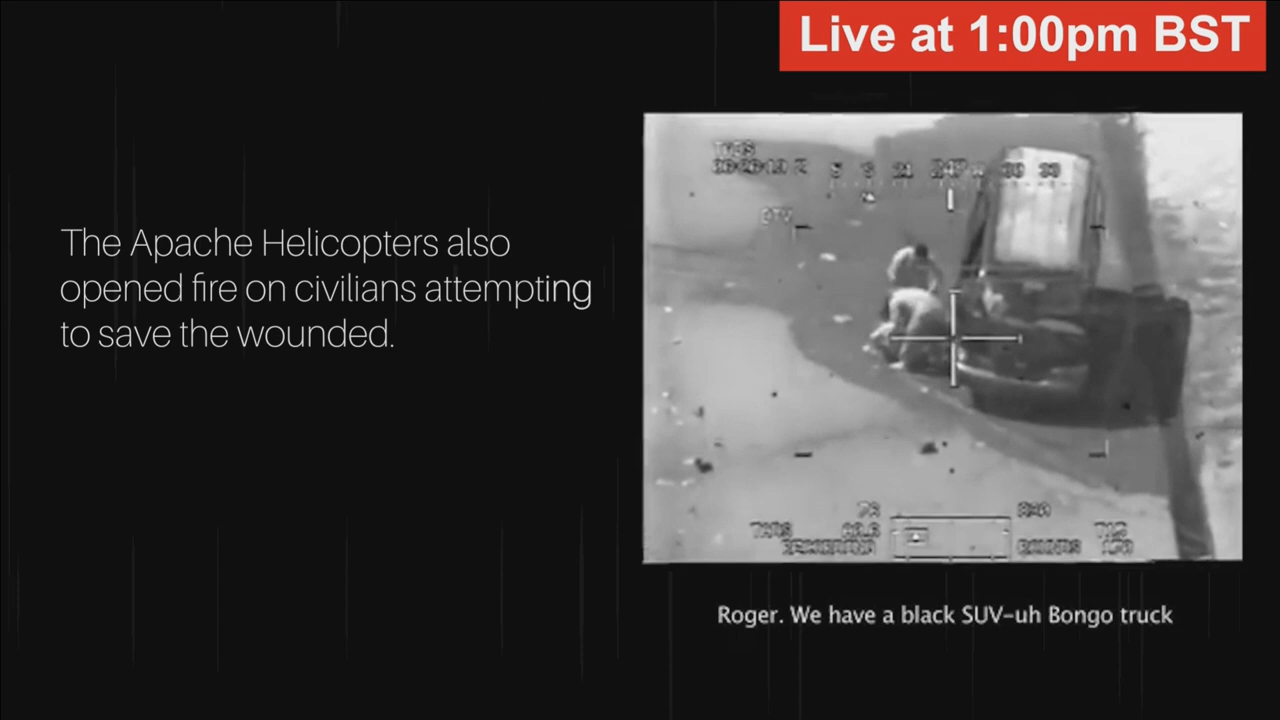 Live at 1:00pm BST
The Apache Helicopters also
opened fire on civilians attempting
to save the wounded.
Roger. We have a black SUV-uh Bongo truck